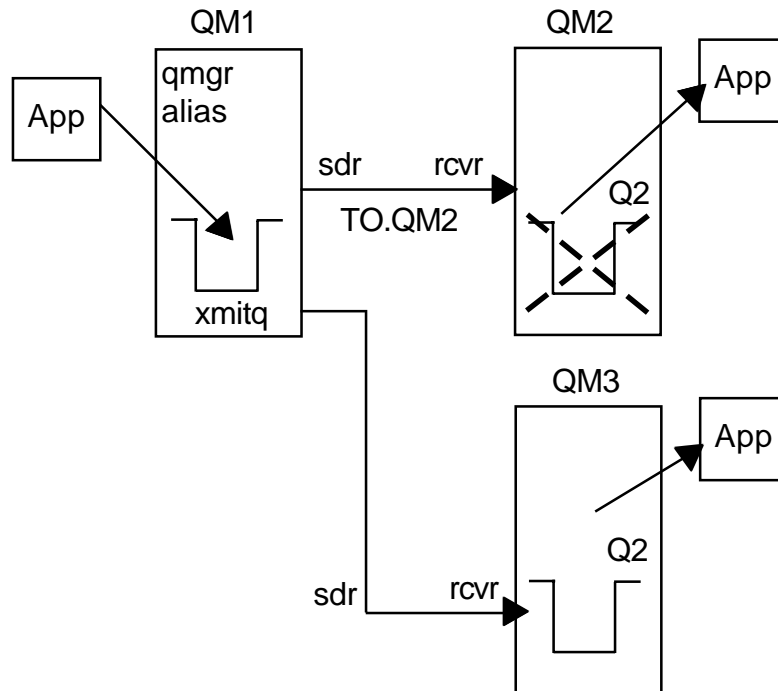 QM1
QM2
App
qmgr
alias
App
sdr
rcvr
Q2
TO.QM2
xmitq
QM3
App
Q2
sdr
rcvr